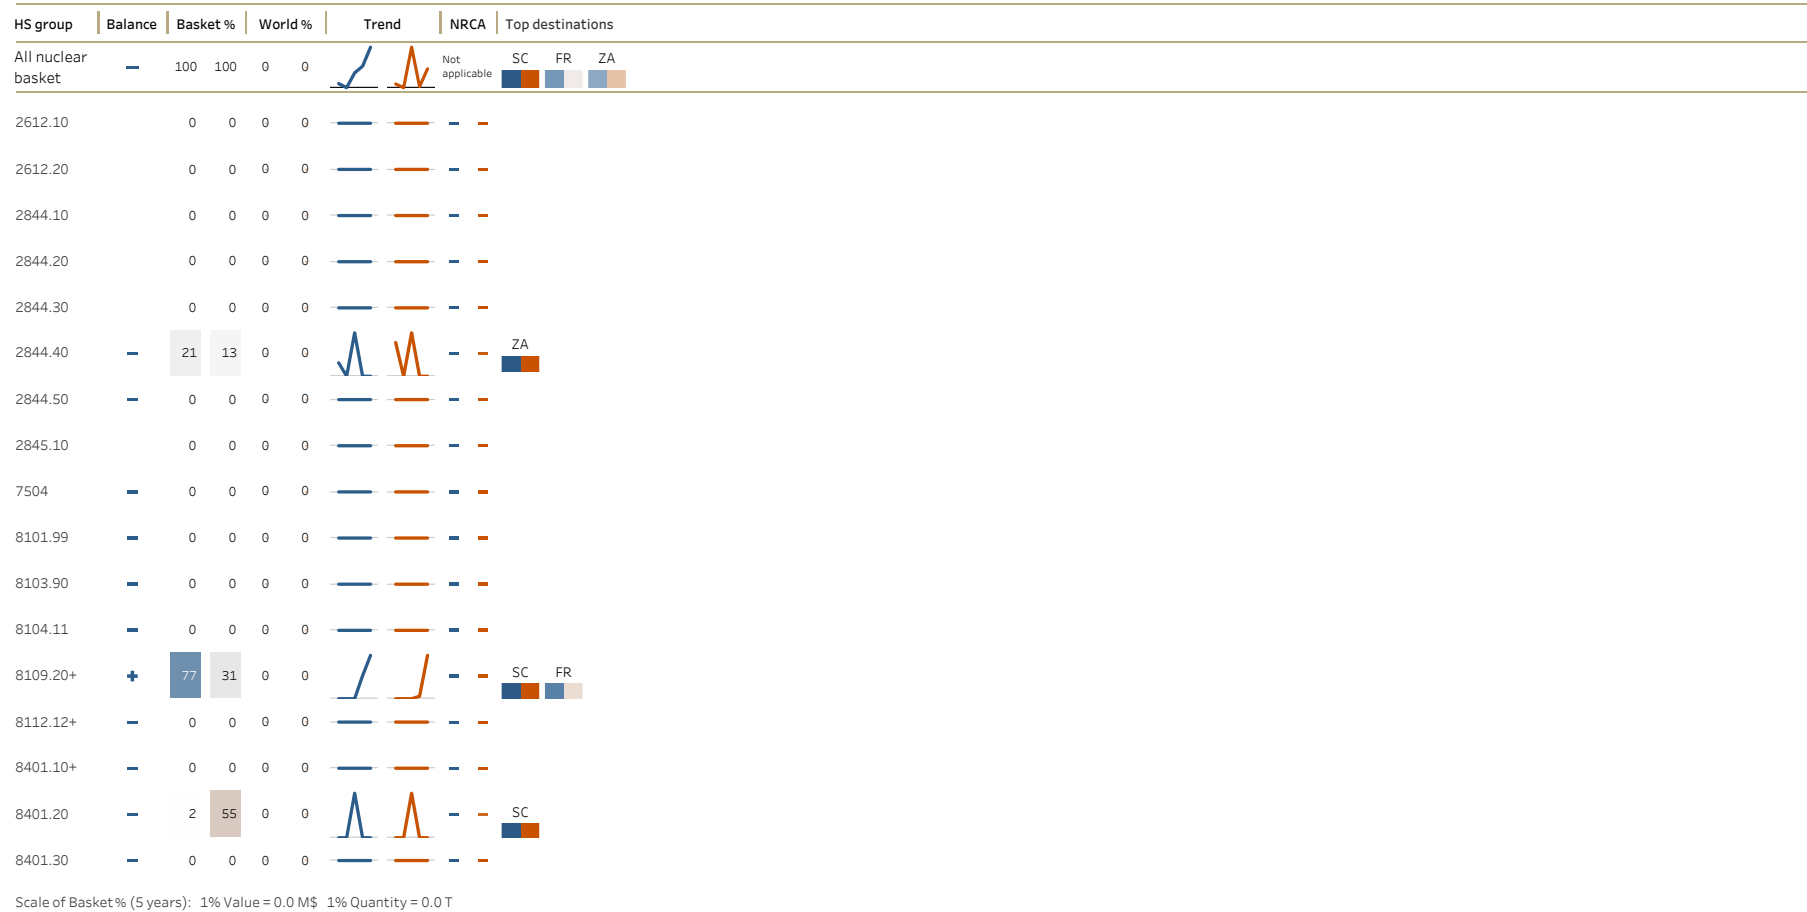 HS group Balance Basket % World % Trend NRCA Top destinations
All nuclear basket 100 100 0 0 Not applicable SC FR ZA
2612.10 0 0 0 0
2612.20 0 0 0 0
2844.10 0 0 0 0
2844.20 0 0 0 0
2844.30 0 0 0 0
2844.40 21 13 0 0 ZA
2844.50 0 0 0 0
2845.10 0 0 0 0
7504 0 0 0 0
8101.99 0 0 0 0
8103.90 0 0 0 0
8104.11 0 0 0 0
8109.20+ 77 31 0 0 SC FR
8112.12+ 0 0 0 0
8401.10+ 0 0 0 0
8401.20 2 55 0 0 SC
8401.30 0 0 0 0
Scale of Basket% (5 years): 1% Value = 0.0 M$ 1% Quantity = 0.0 T